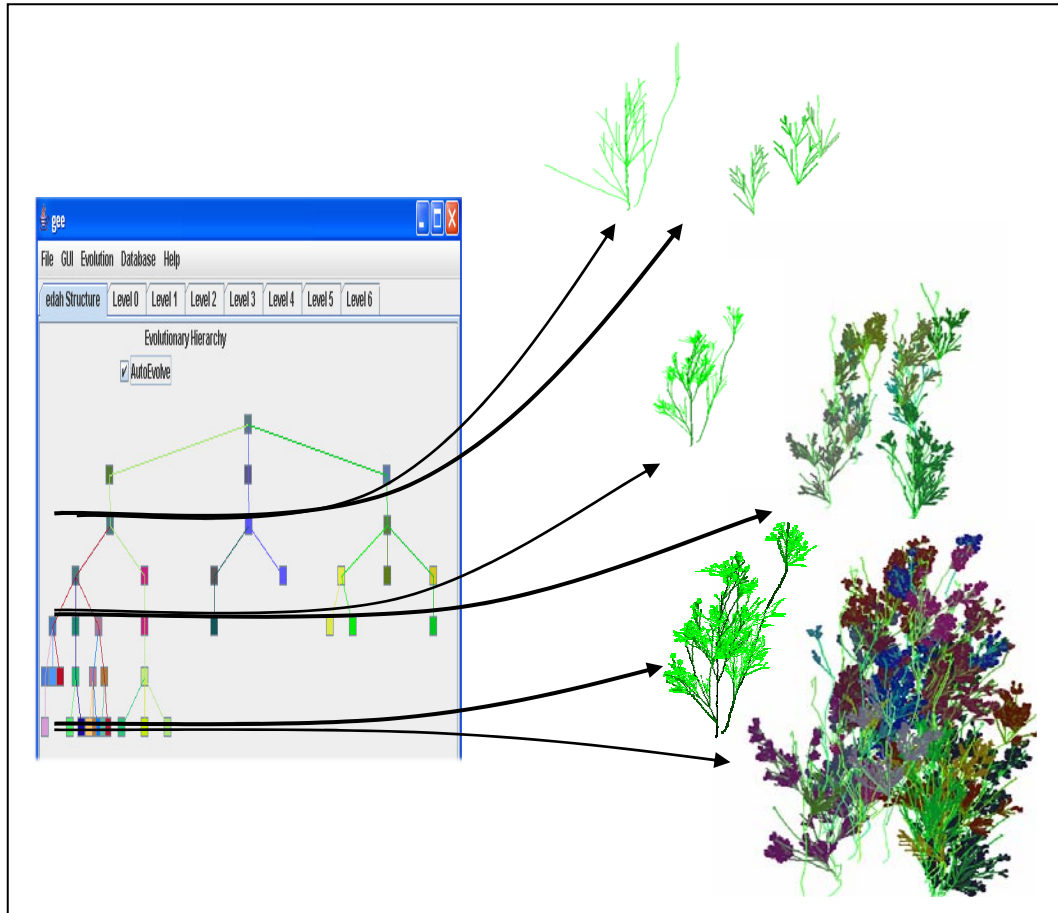 gee
File GUI Evolution Database Help
edah Structure Level 0 Level 1 Level 2 Level 3 Level 4 Level 5 Level 6
Evolutionary Hierarchy
AutoEvolve